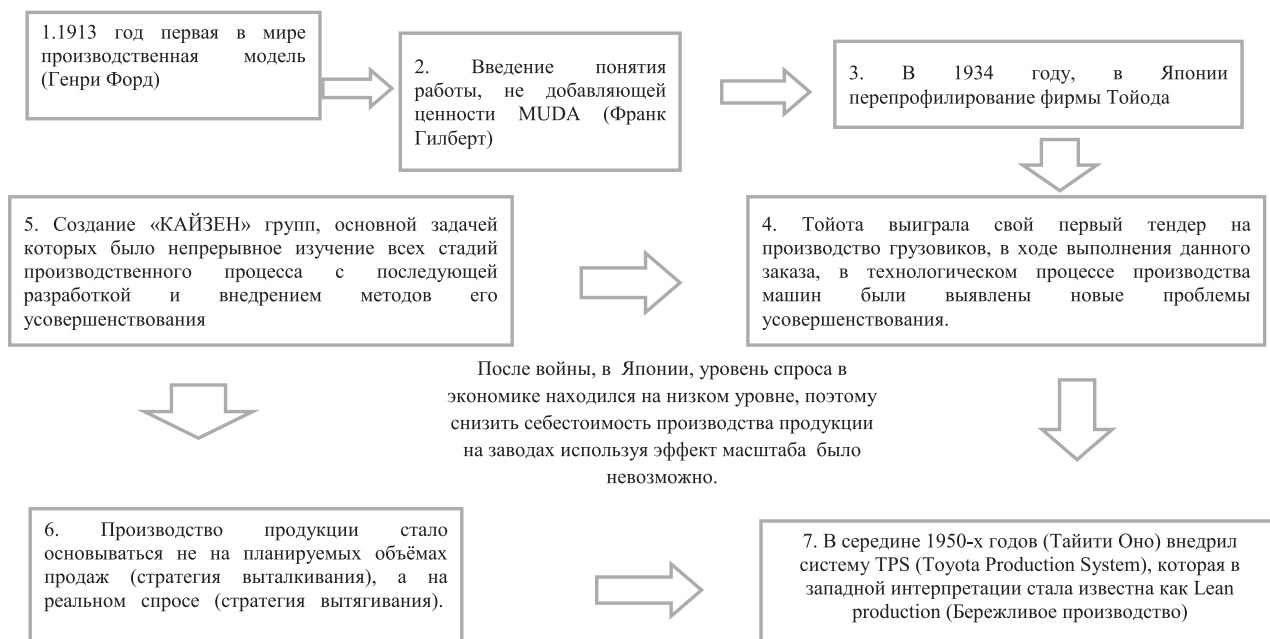 1.1913 год первая в мире
производственная модель
(Генри Форд)
2. Введение понятия
работы, не добавляющей
ценности MUDA (Франк
Гилберт)
3. В 1934 году, в Японии
перепрофилирование фирмы Тойода
5. Создание «КАЙЗЕН» групп, основной задачей
которых было непрерывное изучение всех стадий
производственного процесса с последующей
разработкой и внедрением методов его
усовершенствования
4. Тойота выиграла свой первый тендер на
производство грузовиков, в ходе выполнения данного
заказа, в технологическом процессе производства
машин были выявлены новые проблемы
усовершенствования.
После войны, в Японии, уровень спроса в
экономике находился на низком уровне, поэтому
снизить себестоимость производства продукции
на заводах используя эффект масштаба было
невозможно.
6. Производство продукции стало
основываться не на планируемых объёмах
продаж (стратегия выталкивания), а на
реальном спросе (стратегия вытягивания).
7. В середине 1950-х годов (Тайити Оно) внедрил
систему TPS (Toyota Production System), которая в
западной интерпретации стала известна как Lean
production (Бережливое производство)